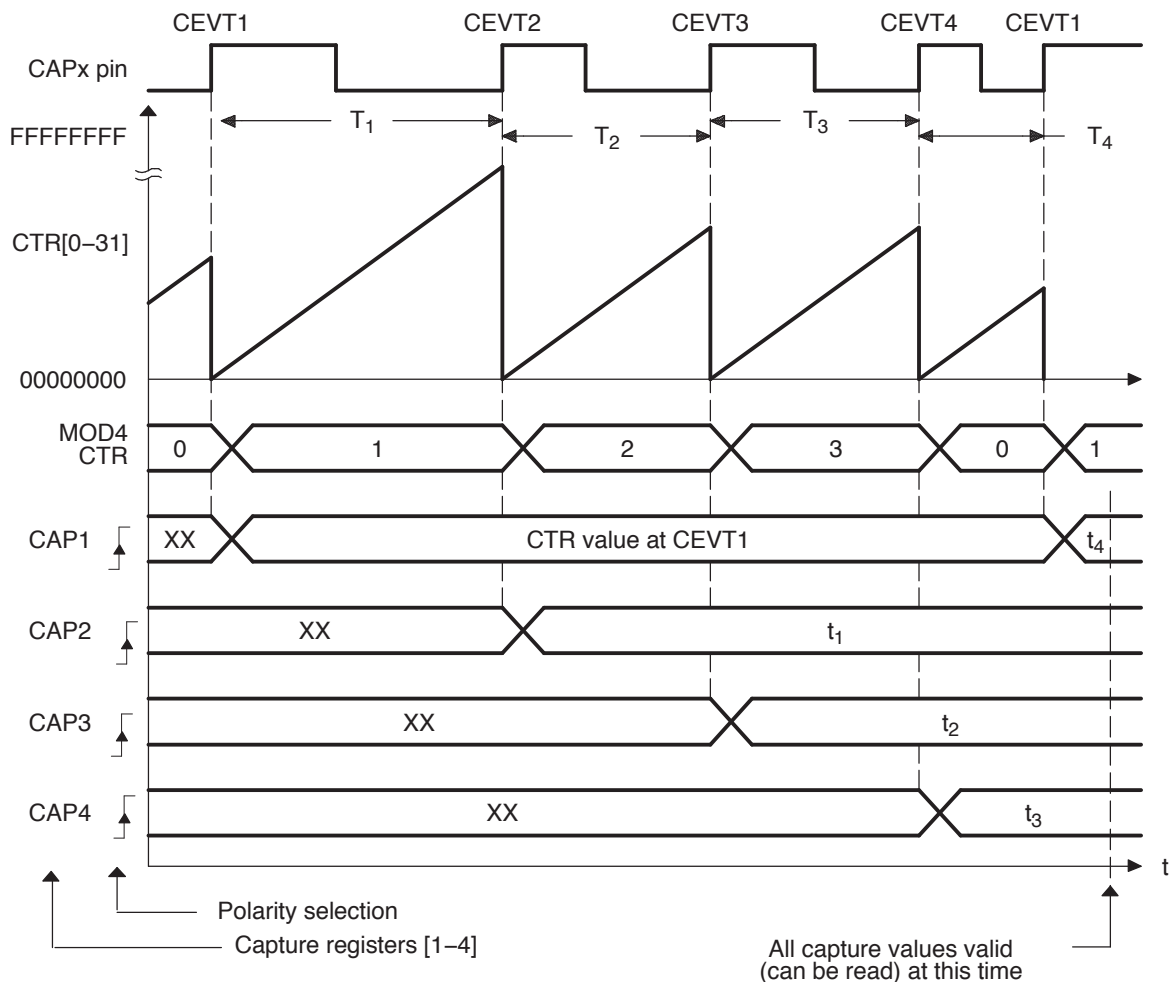 CEVT1 CEVT2 CEVT3 CEVT4 CEVT1
CAPx pin
T₁ T₂ T₃ T₄
FFFFFFFF
CTR[0−31]
00000000
MOD4
CTR
0 1 2 3 0 1
CAP1 XX CTR value at CEVT1 t₄
CAP2 XX t₁
CAP3 XX t₂
CAP4 XX t₃
t
Polarity selection
Capture registers [1−4]
All capture values valid
(can be read) at this time